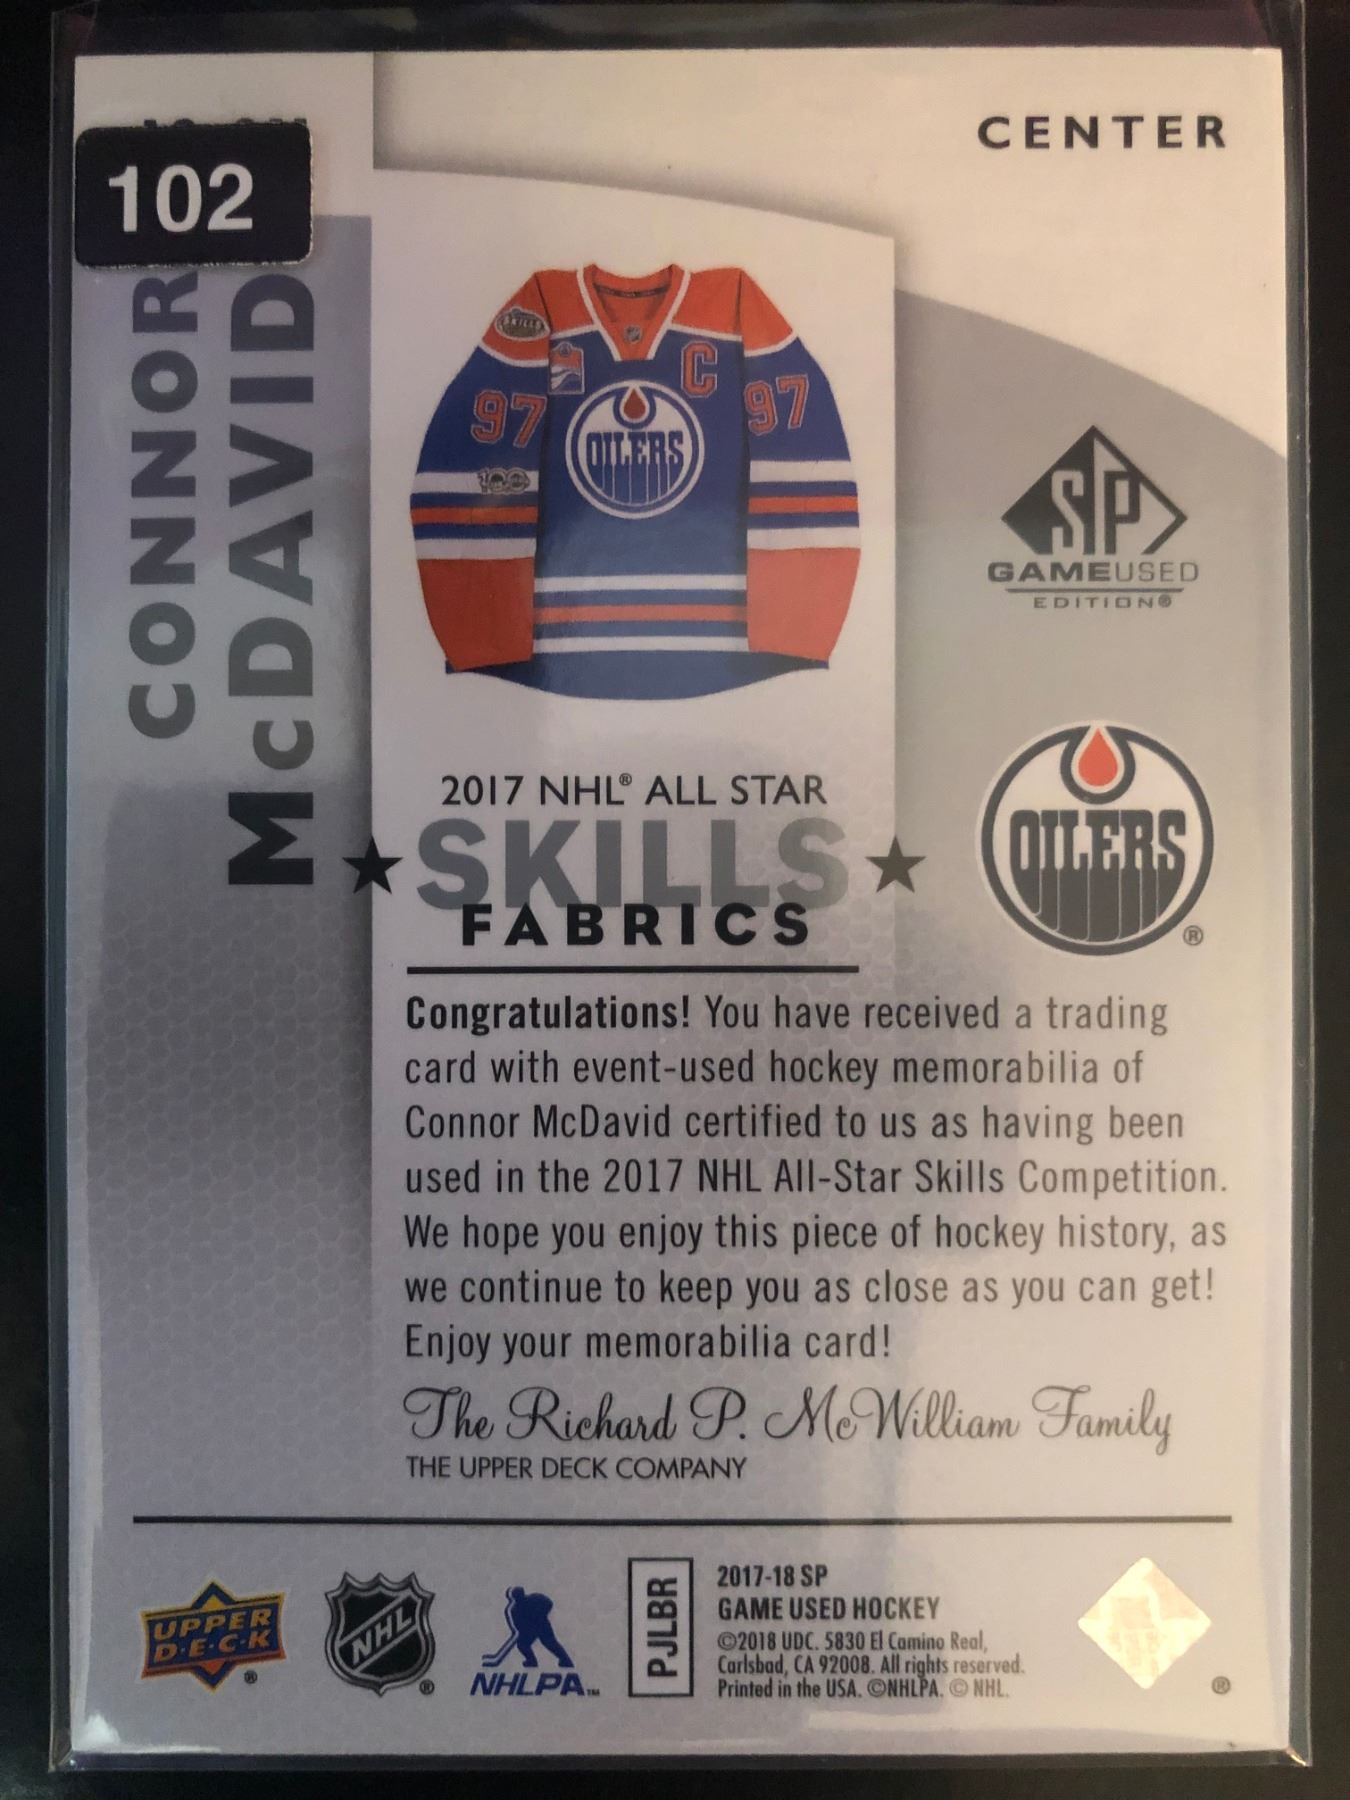 102
CENTER
CONNOR
McDAVID
SKILLS
C
97
97
OILERS
100
SP
GAMEUSED
EDITION®
2017 NHL® ALL STAR
SKILLS
FABRICS
OILERS
®
Congratulations! You have received a trading
card with event-used hockey memorabilia of
Connor McDavid certified to us as having been
used in the 2017 NHL All-Star Skills Competition.
We hope you enjoy this piece of hockey history, as
we continue to keep you as close as you can get!
Enjoy your memorabilia card!
The Richard P. McWilliam Family
THE UPPER DECK COMPANY
UPPER
D·E·C·K
®
NHL
®
NHLPA™
PJLBR
2017-18 SP
GAME USED HOCKEY
©2018 UDC. 5830 El Camino Real,
Carlsbad, CA 92008. All rights reserved.
Printed in the USA. ©NHLPA. © NHL.
®